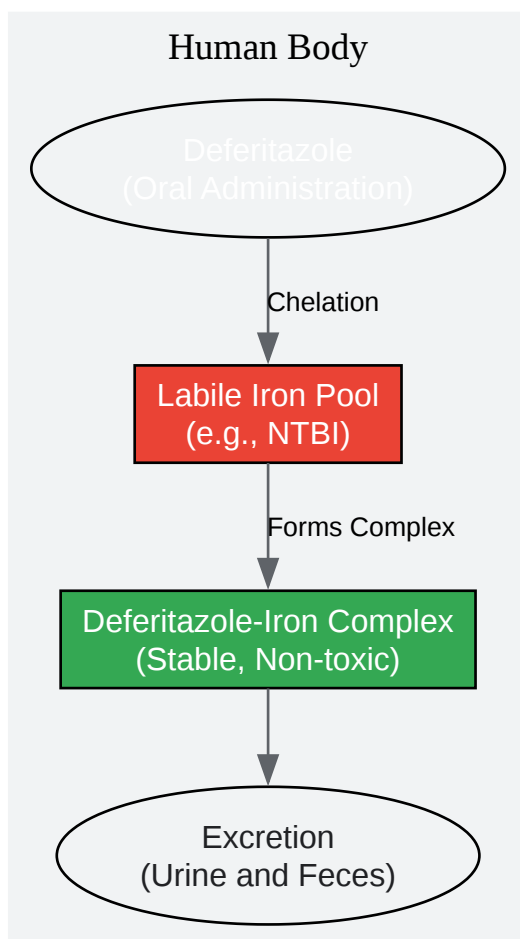 Human Body
Deferitazole
(Oral Administration)
Chelation
Labile Iron Pool
(e.g., NTBI)
Forms Complex
Deferitazole-Iron Complex
(Stable, Non-toxic)
Excretion
(Urine and Feces)